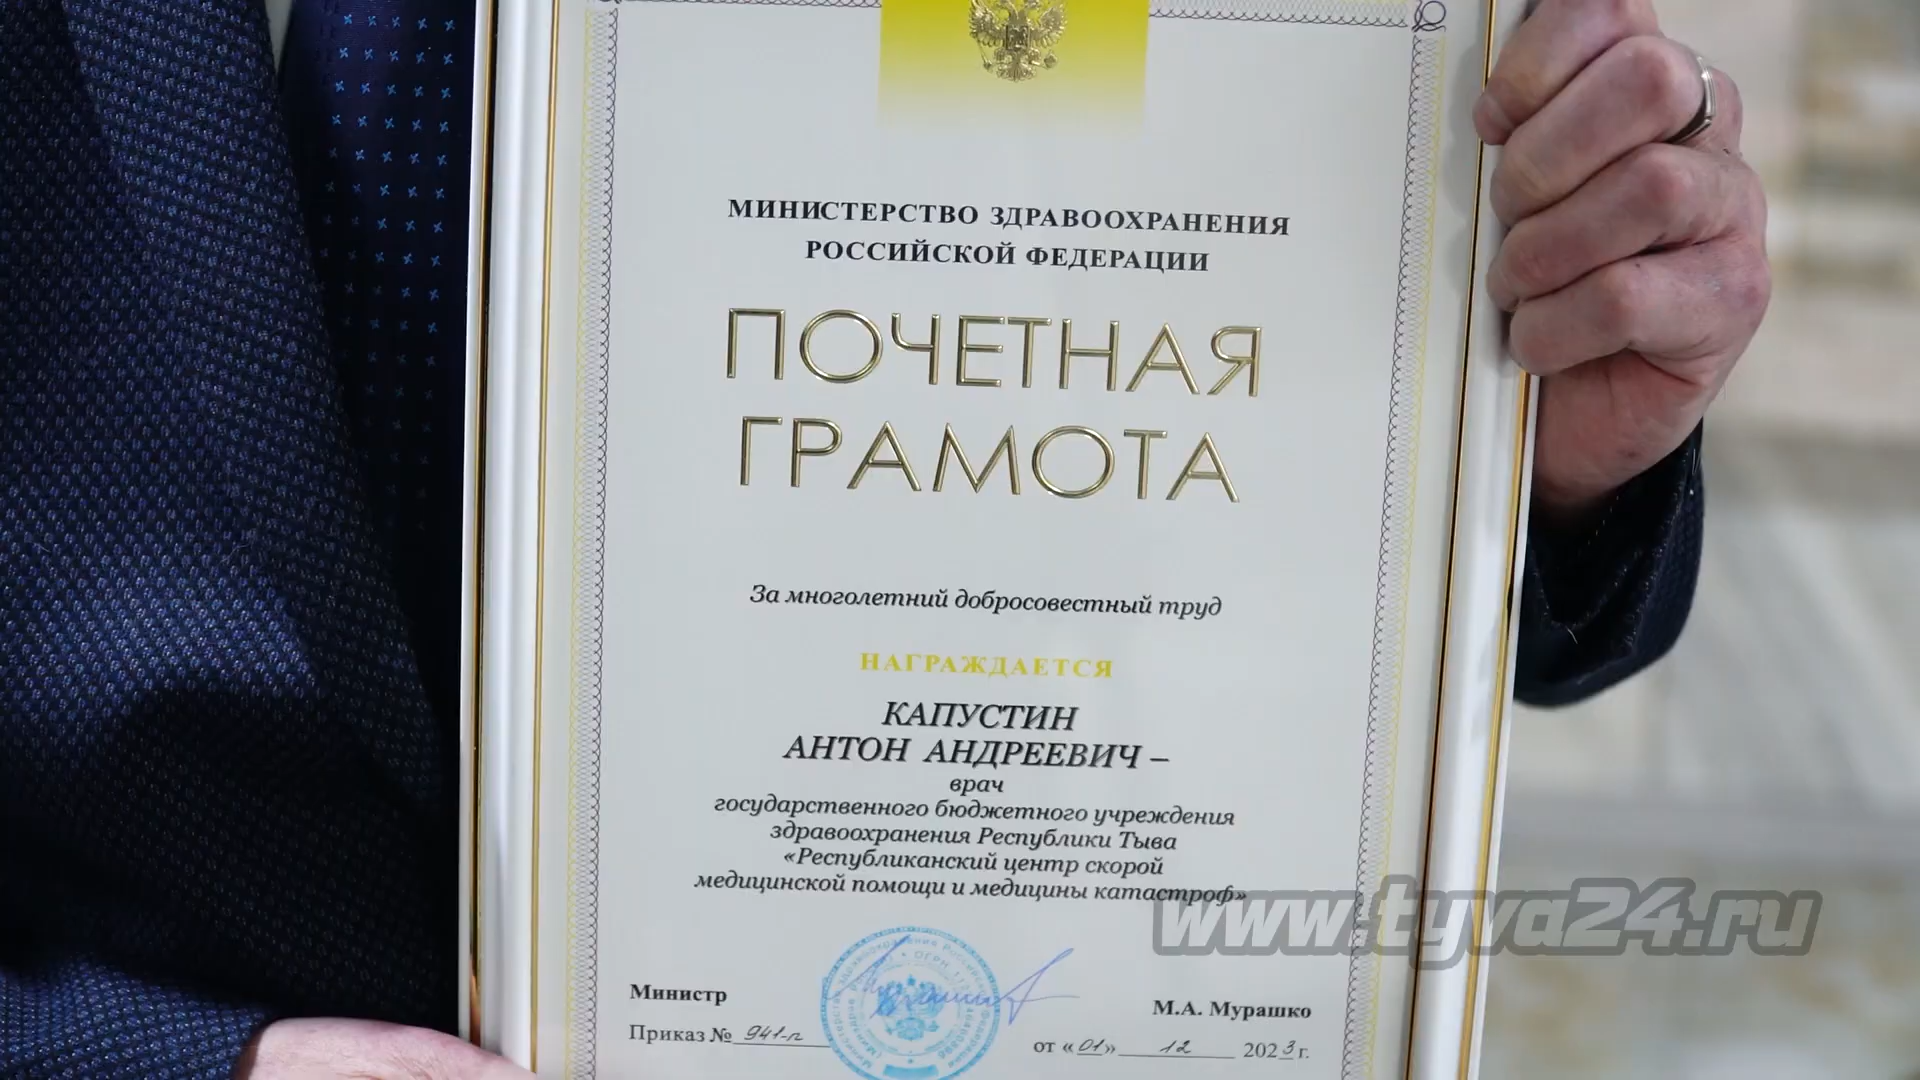 МИНИСТЕРСТВО ЗДРАВООХРАНЕНИЯ
РОССИЙСКОЙ ФЕДЕРАЦИИ
ПОЧЕТНАЯ
ГРАМОТА
За многолетний добросовестный труд
НАГРАЖДАЕТСЯ
КАПУСТИН
АНТОН АНДРЕЕВИЧ –
врач
государственного бюджетного учреждения
здравоохранения Республики Тыва
«Республиканский центр скорой
медицинской помощи и медицины катастроф»
www.tyva24.ru
Министр
М.А. Мурашко
Приказ № 941-п
от «01» 12 2023 г.